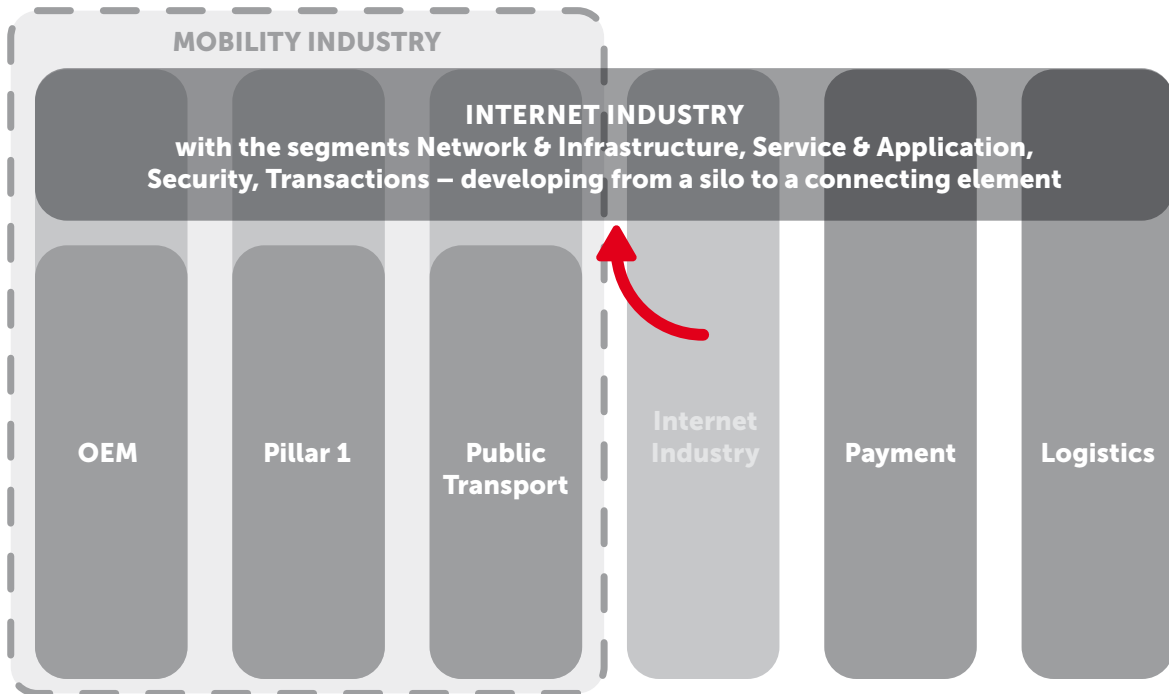 MOBILITY INDUSTRY
INTERNET INDUSTRY
with the segments Network & Infrastructure, Service & Application,
Security, Transactions – developing from a silo to a connecting element
OEM
Pillar 1
Public
Transport
Internet
Industry
Payment
Logistics